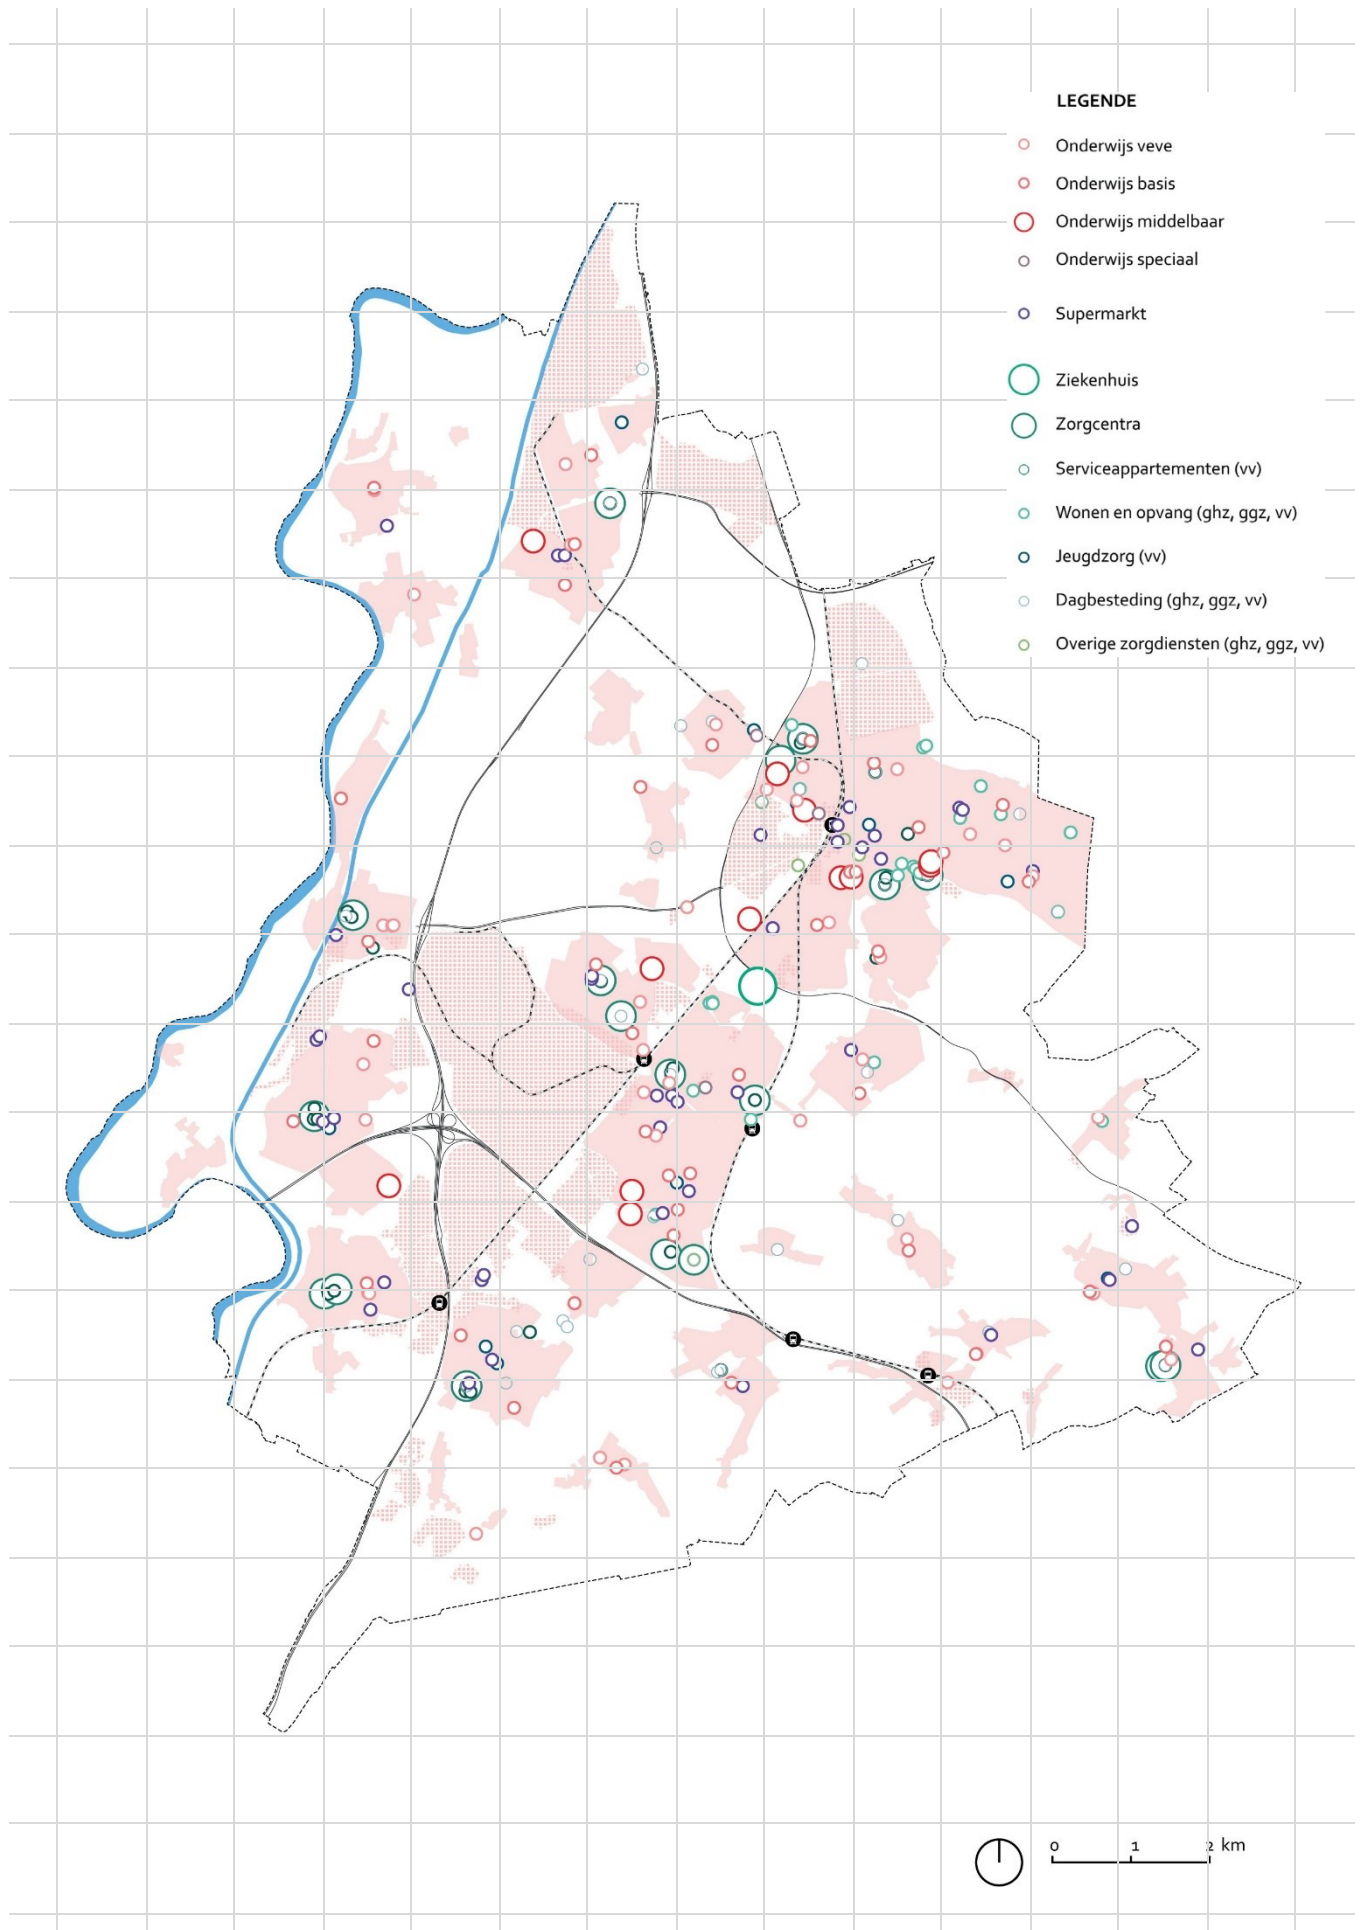 LEGENDE
Onderwijs veve
Onderwijs basis
Onderwijs middelbaar
Onderwijs speciaal
Supermarkt
Ziekenhuis
Zorgcentra
Serviceappartementen (vv)
Wonen en opvang (ghz, ggz, vv)
Jeugdzorg (vv)
Dagbesteding (ghz, ggz, vv)
Overige zorgdiensten (ghz, ggz, vv)
0 1 2 km